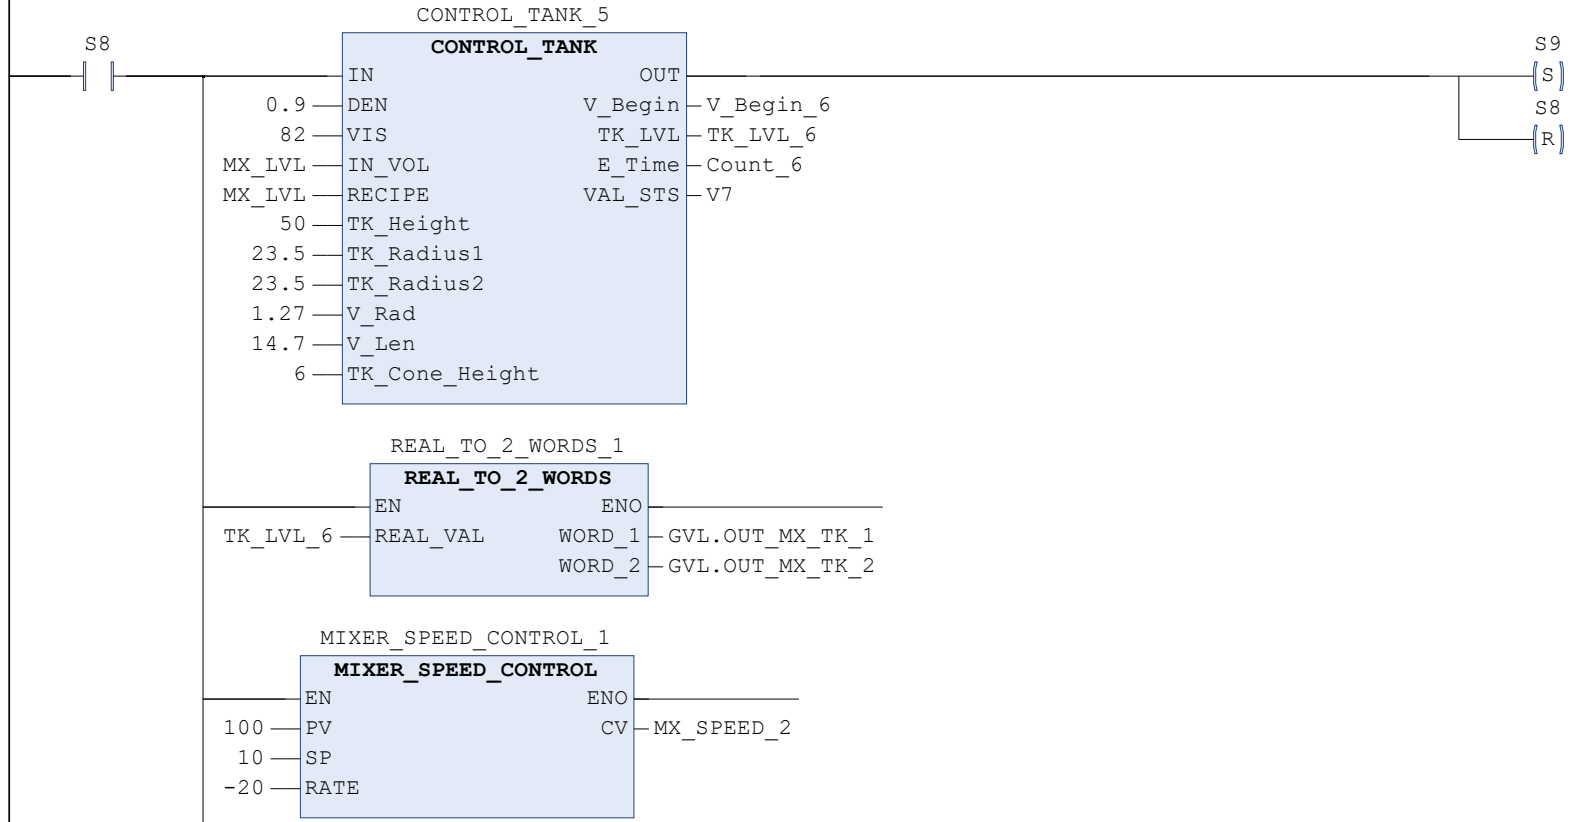 CONTROL_TANK_5
S8 CONTROL_TANK S9
IN OUT S
0.9 DEN V_Begin V_Begin_6 S8
82 VIS TK_LVL TK_LVL_6 R
MX_LVL IN_VOL E_Time Count_6
MX_LVL RECIPE VAL_STS V7
50 TK_Height
23.5 TK_Radius1
23.5 TK_Radius2
1.27 V_Rad
14.7 V_Len
6 TK_Cone_Height
REAL_TO_2_WORDS_1
REAL_TO_2_WORDS
EN ENO
TK_LVL_6 REAL_VAL WORD_1 GVL.OUT_MX_TK_1
WORD_2 GVL.OUT_MX_TK_2
MIXER_SPEED_CONTROL_1
MIXER_SPEED_CONTROL
EN ENO
100 PV CV MX_SPEED_2
10 SP
-20 RATE